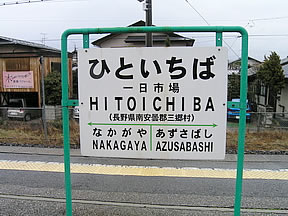 ひといちば
一日市場
HITOICHIBA
(長野県南安曇郡三郷村)
なかがや あずさばし
NAKAGAYA AZUSABASHI